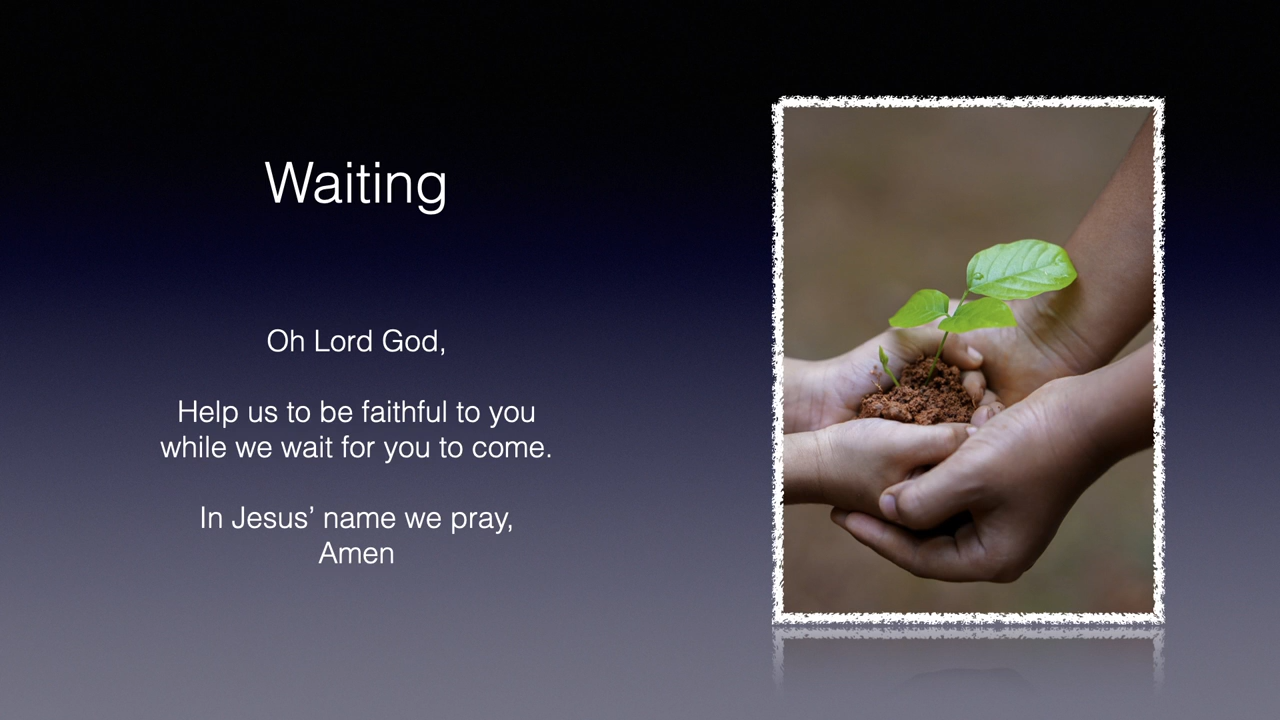 Waiting
Oh Lord God,
Help us to be faithful to you
while we wait for you to come.
In Jesus’ name we pray,
Amen